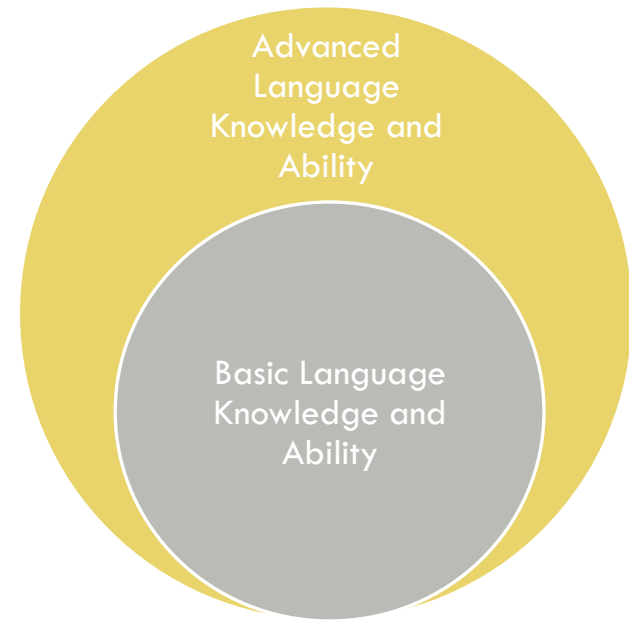 Advanced
Language
Knowledge and
Ability
Basic Language
Knowledge and
Ability